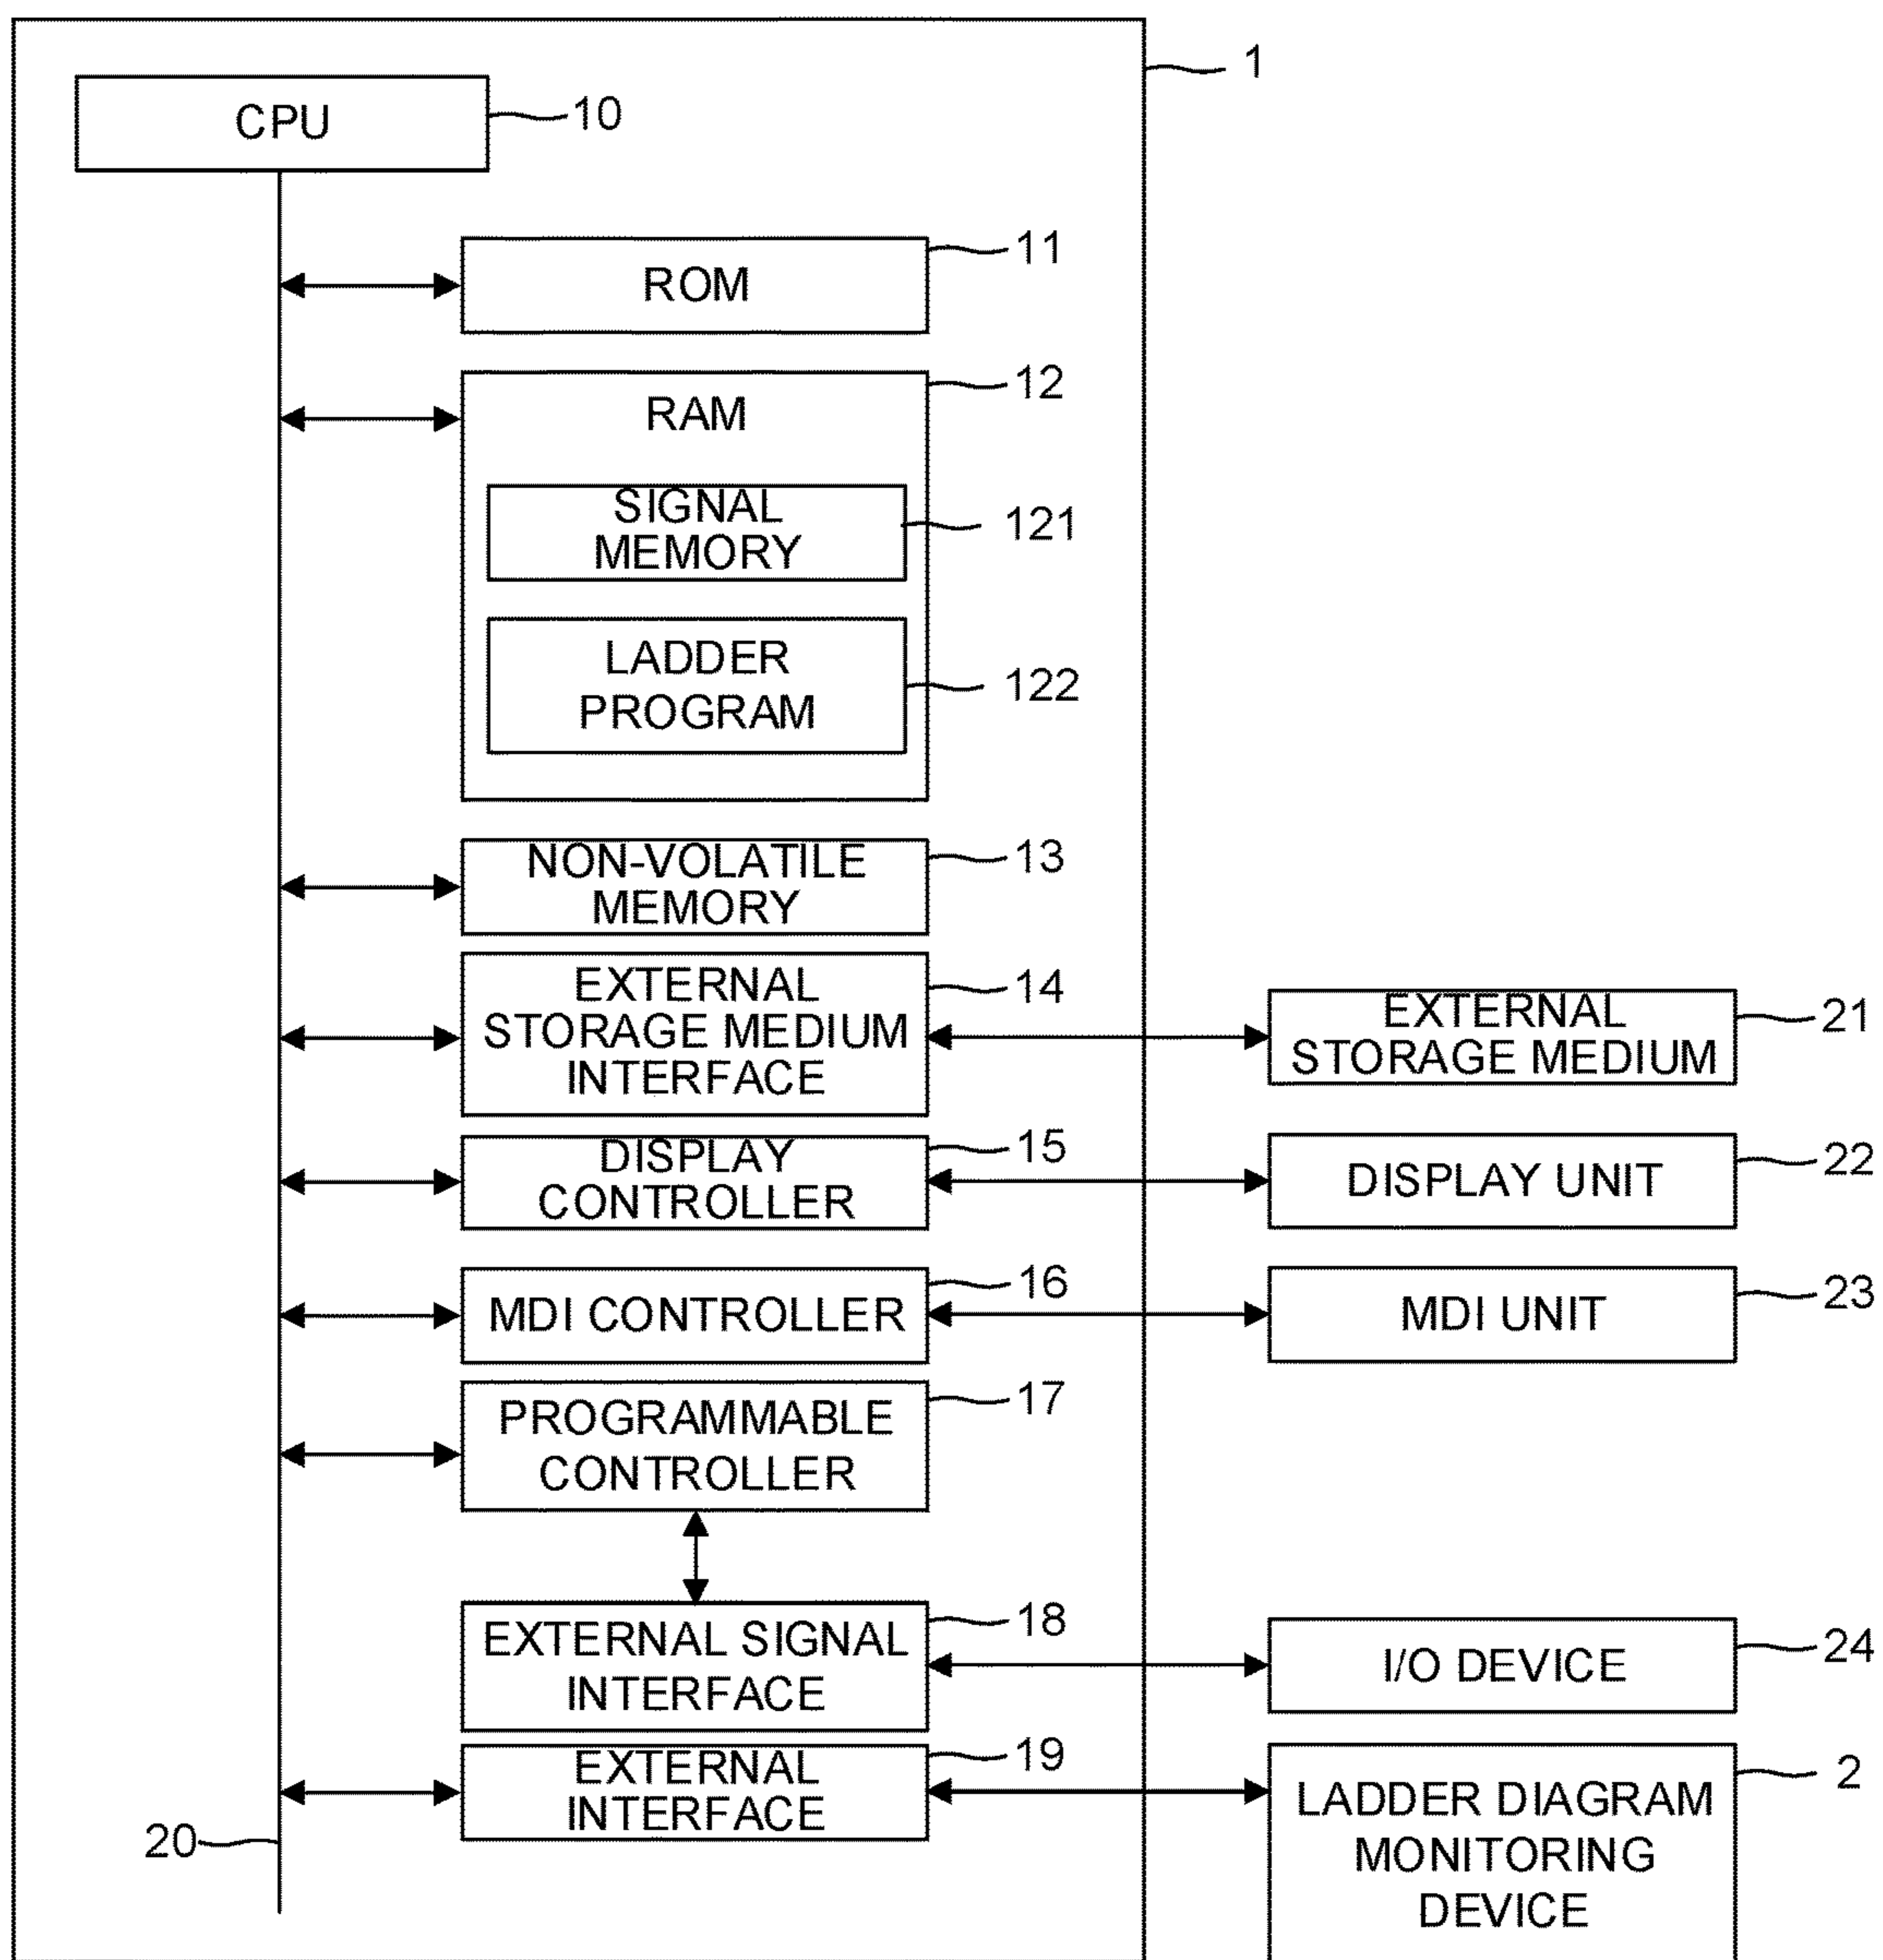 1
CPU
10
ROM
11
RAM
12
SIGNAL
MEMORY
121
LADDER
PROGRAM
122
NON-VOLATILE
MEMORY
13
EXTERNAL
STORAGE MEDIUM
INTERFACE
14
EXTERNAL
STORAGE MEDIUM
21
DISPLAY
CONTROLLER
15
DISPLAY UNIT
22
MDI CONTROLLER
16
MDI UNIT
23
PROGRAMMABLE
CONTROLLER
17
EXTERNAL SIGNAL
INTERFACE
18
I/O DEVICE
24
EXTERNAL
INTERFACE
19
LADDER DIAGRAM
MONITORING
DEVICE
2
20